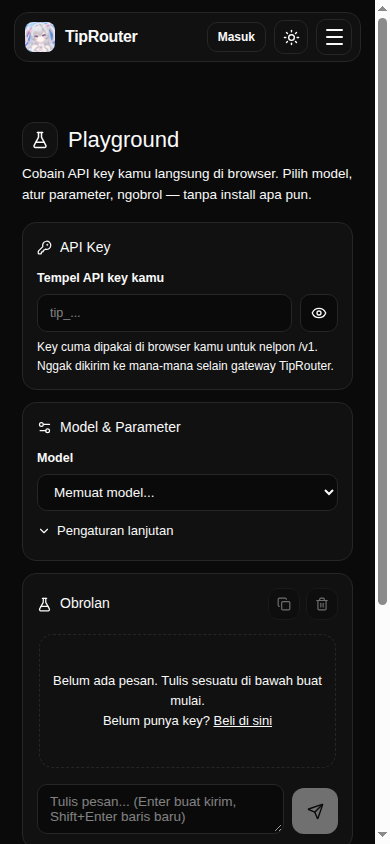 TipRouter
Masuk
Playground
Cobain API key kamu langsung di browser. Pilih model,
atur parameter, ngobrol — tanpa install apa pun.
API Key
Tempel API key kamu
tip_...
Key cuma dipakai di browser kamu untuk nelpon /v1.
Nggak dikirim ke mana-mana selain gateway TipRouter.
Model & Parameter
Model
Memuat model...
Pengaturan lanjutan
Obrolan
Belum ada pesan. Tulis sesuatu di bawah buat
mulai.
Belum punya key? Beli di sini
Tulis pesan... (Enter buat kirim,
Shift+Enter baris baru)